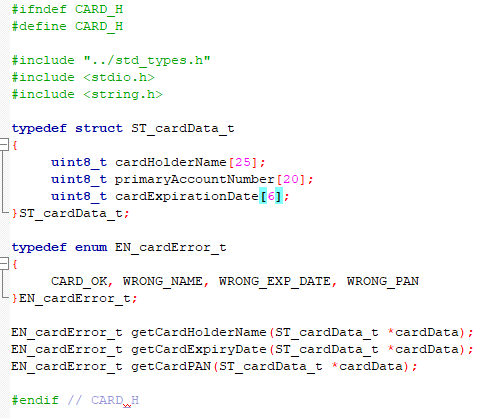 #ifndef CARD_H
#define CARD_H
#include "../std_types.h"
#include <stdio.h>
#include <string.h>
typedef struct ST_cardData_t
{
uint8_t cardHolderName[25];
uint8_t primaryAccountNumber[20];
uint8_t cardExpirationDate[6];
}ST_cardData_t;
typedef enum EN_cardError_t
{
CARD_OK, WRONG_NAME, WRONG_EXP_DATE, WRONG_PAN
}EN_cardError_t;
EN_cardError_t getCardHolderName(ST_cardData_t *cardData);
EN_cardError_t getCardExpiryDate(ST_cardData_t *cardData);
EN_cardError_t getCardPAN(ST_cardData_t *cardData);
#endif // CARD_H